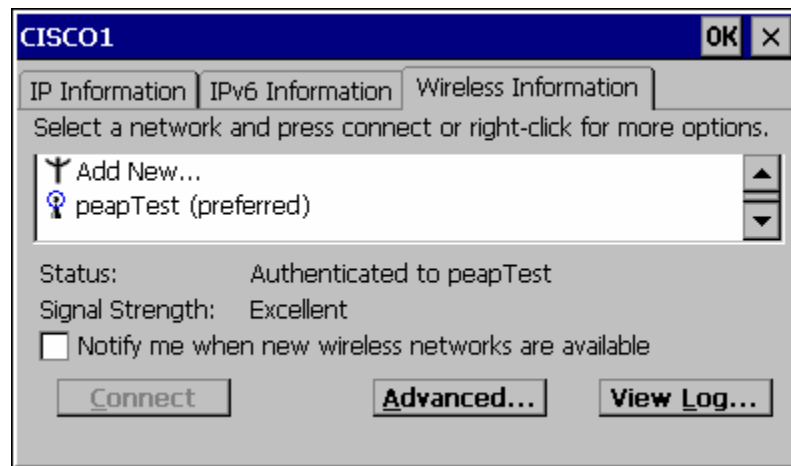 CISCO1 OK ×
IP Information IPv6 Information Wireless Information
Select a network and press connect or right-click for more options.
Add New...
peapTest (preferred)
Status: Authenticated to peapTest
Signal Strength: Excellent
Notify me when new wireless networks are available
Connect Advanced... View Log...